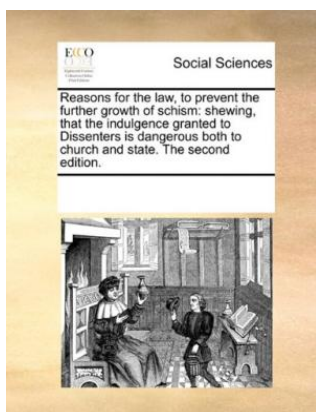 ECCO
Social Sciences
Reasons for the law, to prevent the
further growth of schism: shewing,
that the indulgence granted to
Dissenters is dangerous both to
church and state. The second
edition.